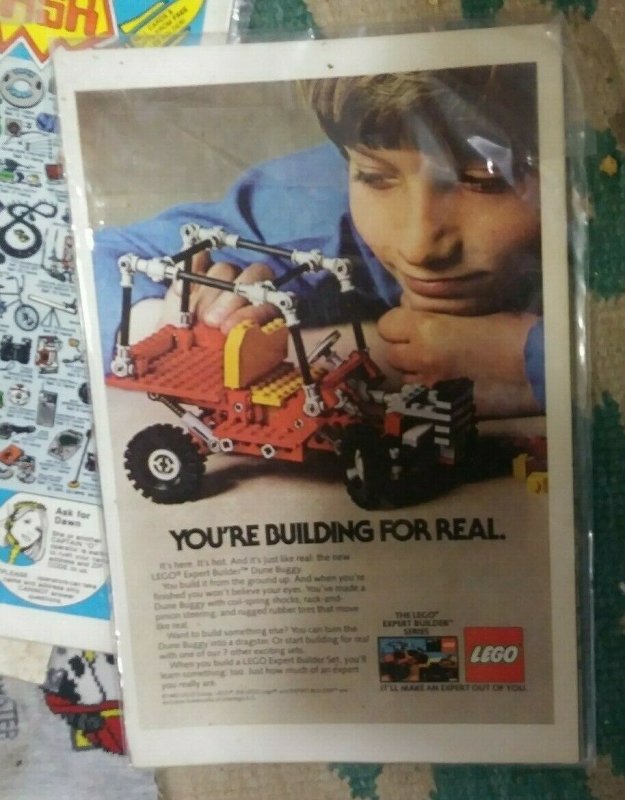 SH
FREE
YOU'RE BUILDING FOR REAL.
It's here. It's hot. And it's just like real: the new
LEGO® Expert Builder™ Dune Buggy.
You build it from the ground up. And when you're
finished you won't believe your eyes. You've made a
Dune Buggy with coil-spring shocks, rack-and-
pinion steering, and rugged rubber tires that move
like real.
Want to build something else? You can turn the
Dune Buggy into a dragster. Or start building for real
with one of our 7 other exciting sets.
When you build a LEGO Expert Builder Set, you'll
learn something, too. Just how much of an expert
you really are.
THE LEGO®
EXPERT BUILDER™
SERIES
LEGO
IT'LL MAKE AN EXPERT OUT OF YOU.
Ask for
Dawn